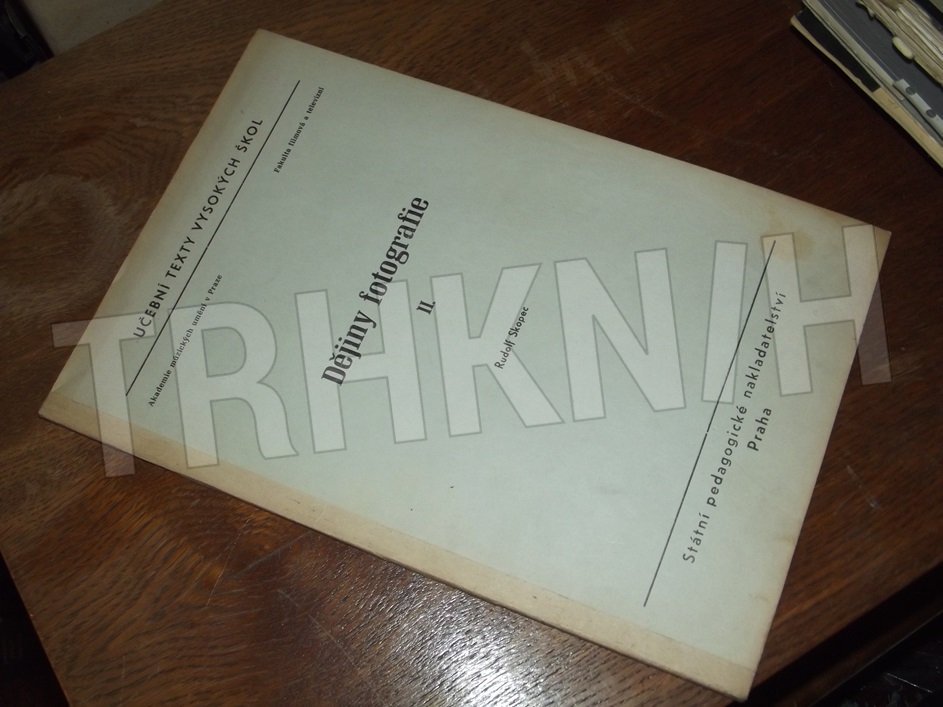 UČEBNÍ TEXTY VYSOKÝCH ŠKOL
Akademie múzických umění v Praze
Fakulta filmová a televizní
Dějiny fotografie
II.
Rudolf Skopec
Státní pedagogické nakladatelství
Praha
TRHKNIH